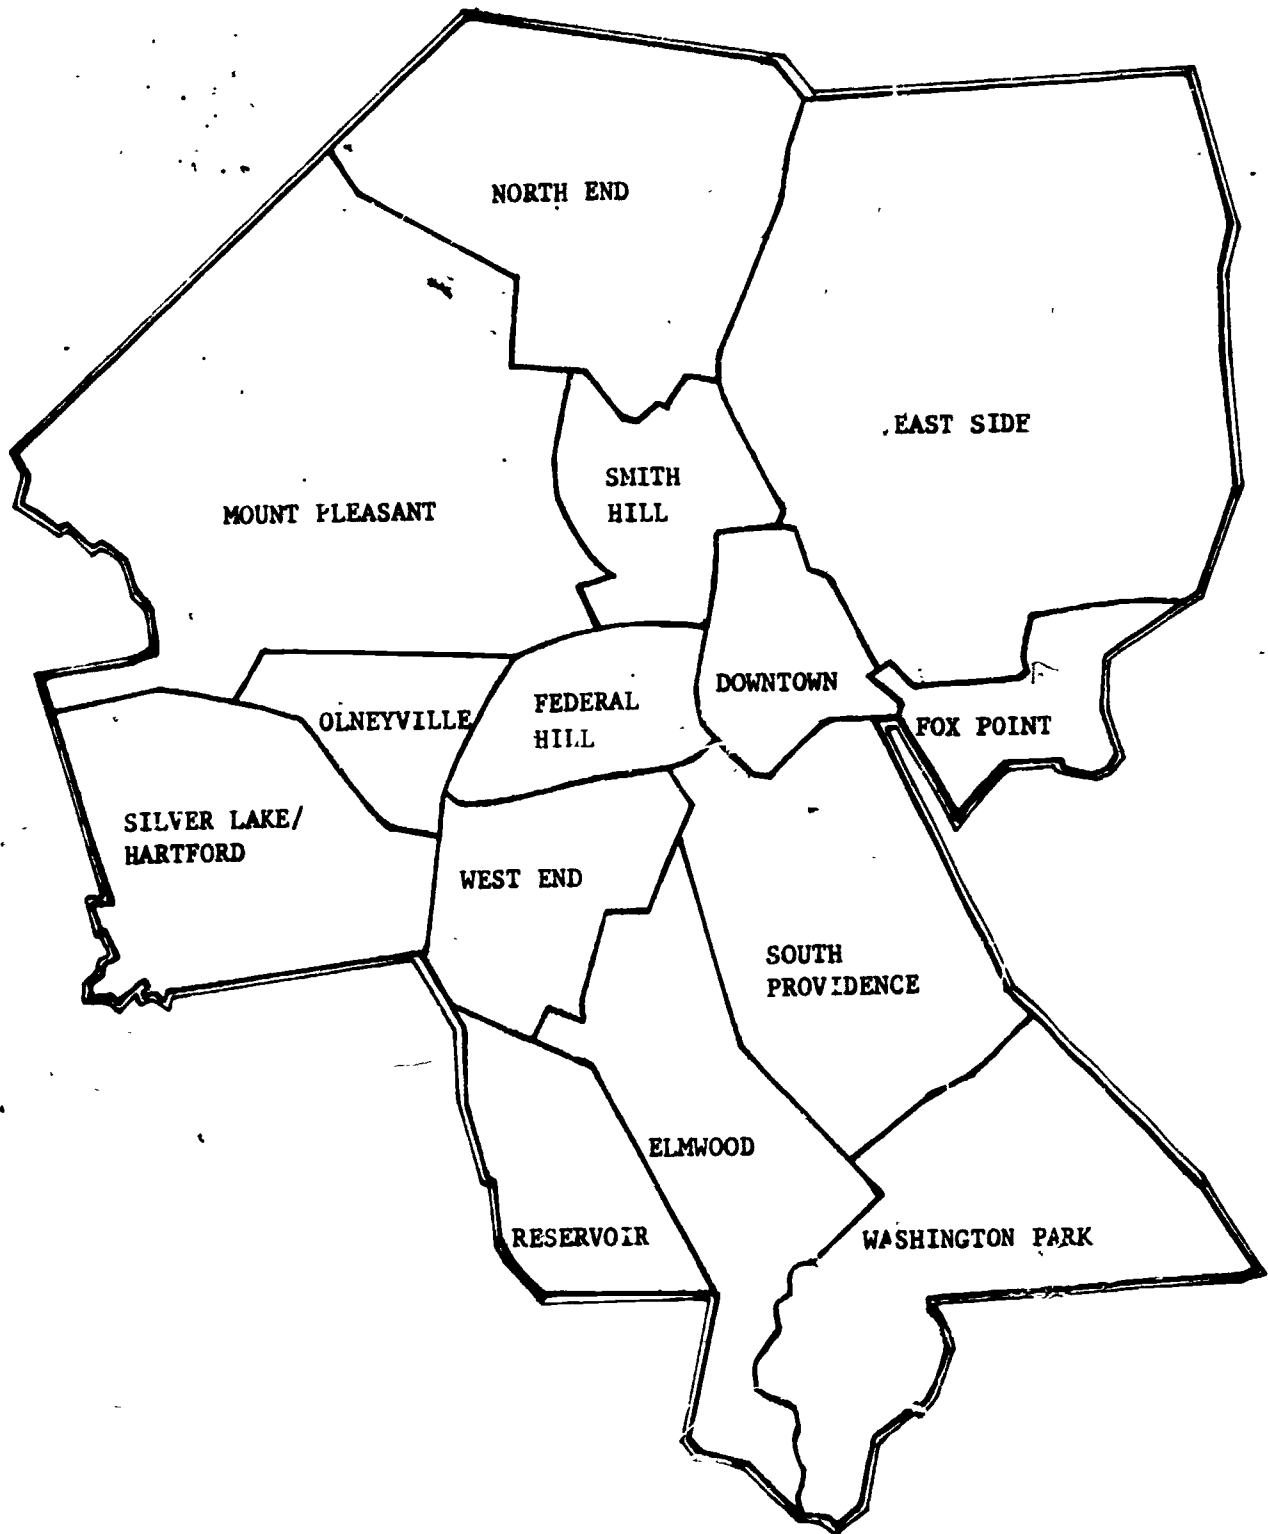 NORTH END
EAST SIDE
SMITH
HILL
MOUNT PLEASANT
DOWNTOWN
FEDERAL
HILL
OLNEYVILLE
FOX POINT
SILVER LAKE/
HARTFORD
WEST END
SOUTH
PROVIDENCE
ELMWOOD
RESERVOIR
WASHINGTON PARK